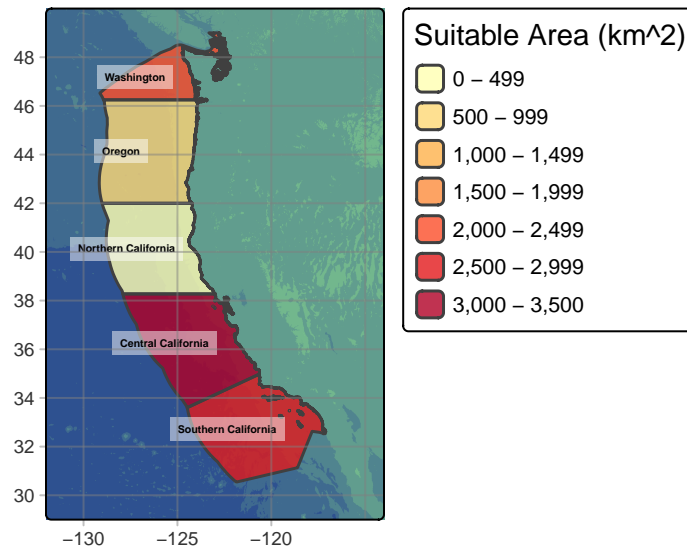 Suitable Area (km^2)
0 – 499
500 – 999
1,000 – 1,499
1,500 – 1,999
2,000 – 2,499
2,500 – 2,999
3,000 – 3,500
48
46
44
42
40
38
36
34
32
30
Washington
Oregon
Northern California
Central California
Southern California
−130
−125
−120